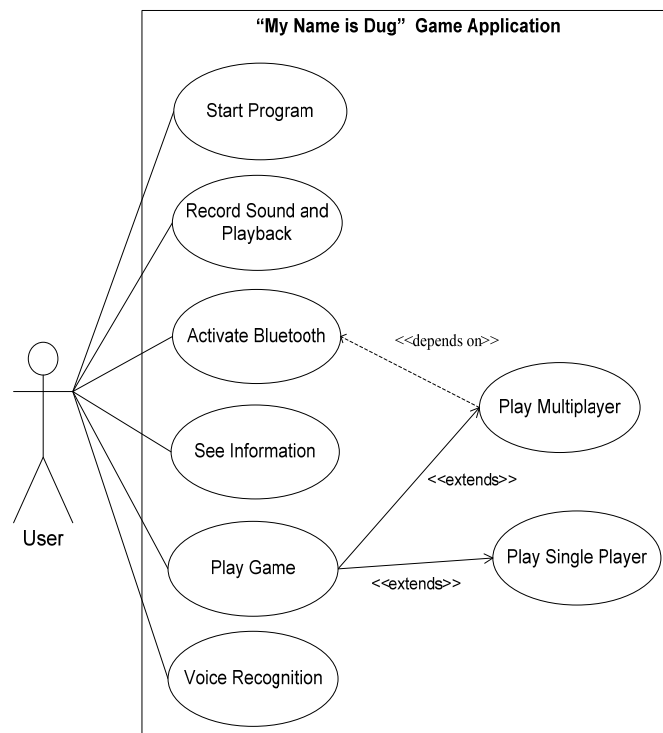 “My Name is Dug” Game Application
Start Program
Record Sound and
Playback
Activate Bluetooth
<<depends on>>
Play Multiplayer
See Information
<<extends>>
User
Play Game
Play Single Player
<<extends>>
Voice Recognition